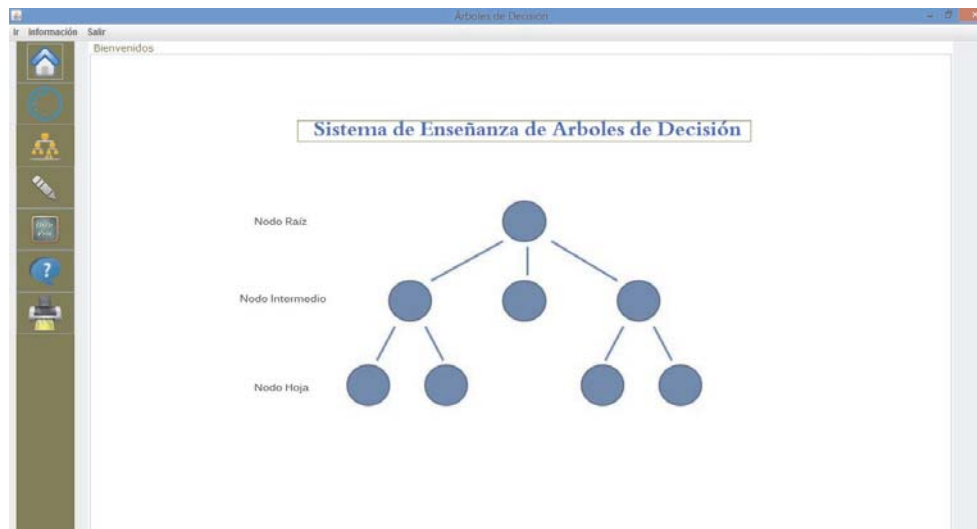 Árboles de Decisión
Ir Información Salir
Bienvenidos
Sistema de Enseñanza de Arboles de Decisión
Nodo Raíz
Nodo Intermedio
Nodo Hoja
?